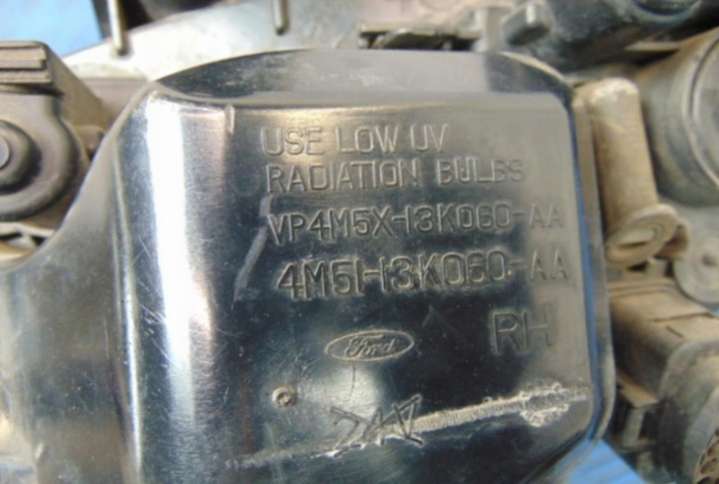 USE LOW UV
RADIATION BULBS
VP4M5X-13K060-AA
4M51-13K060-AA
RH
Ford